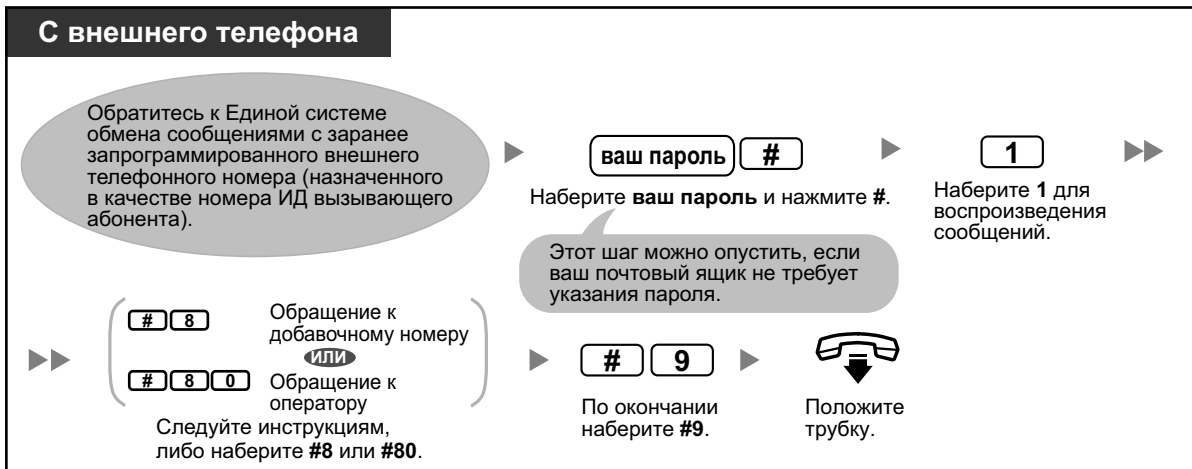 С внешнего телефона
Обратитесь к Единой системе
обмена сообщениями с заранее
запрограммированного внешнего
телефонного номера (назначенного
в качестве номера ИД вызывающего
абонента).
ваш пароль #
Наберите ваш пароль и нажмите #.
Этот шаг можно опустить, если
ваш почтовый ящик не требует
указания пароля.
1
Наберите 1 для
воспроизведения
сообщений.
# 8 Обращение к
добавочному номеру
ИЛИ
# 8 0 Обращение к
оператору
Следуйте инструкциям,
либо наберите #8 или #80.
# 9
По окончании
наберите #9.
Положите
трубку.